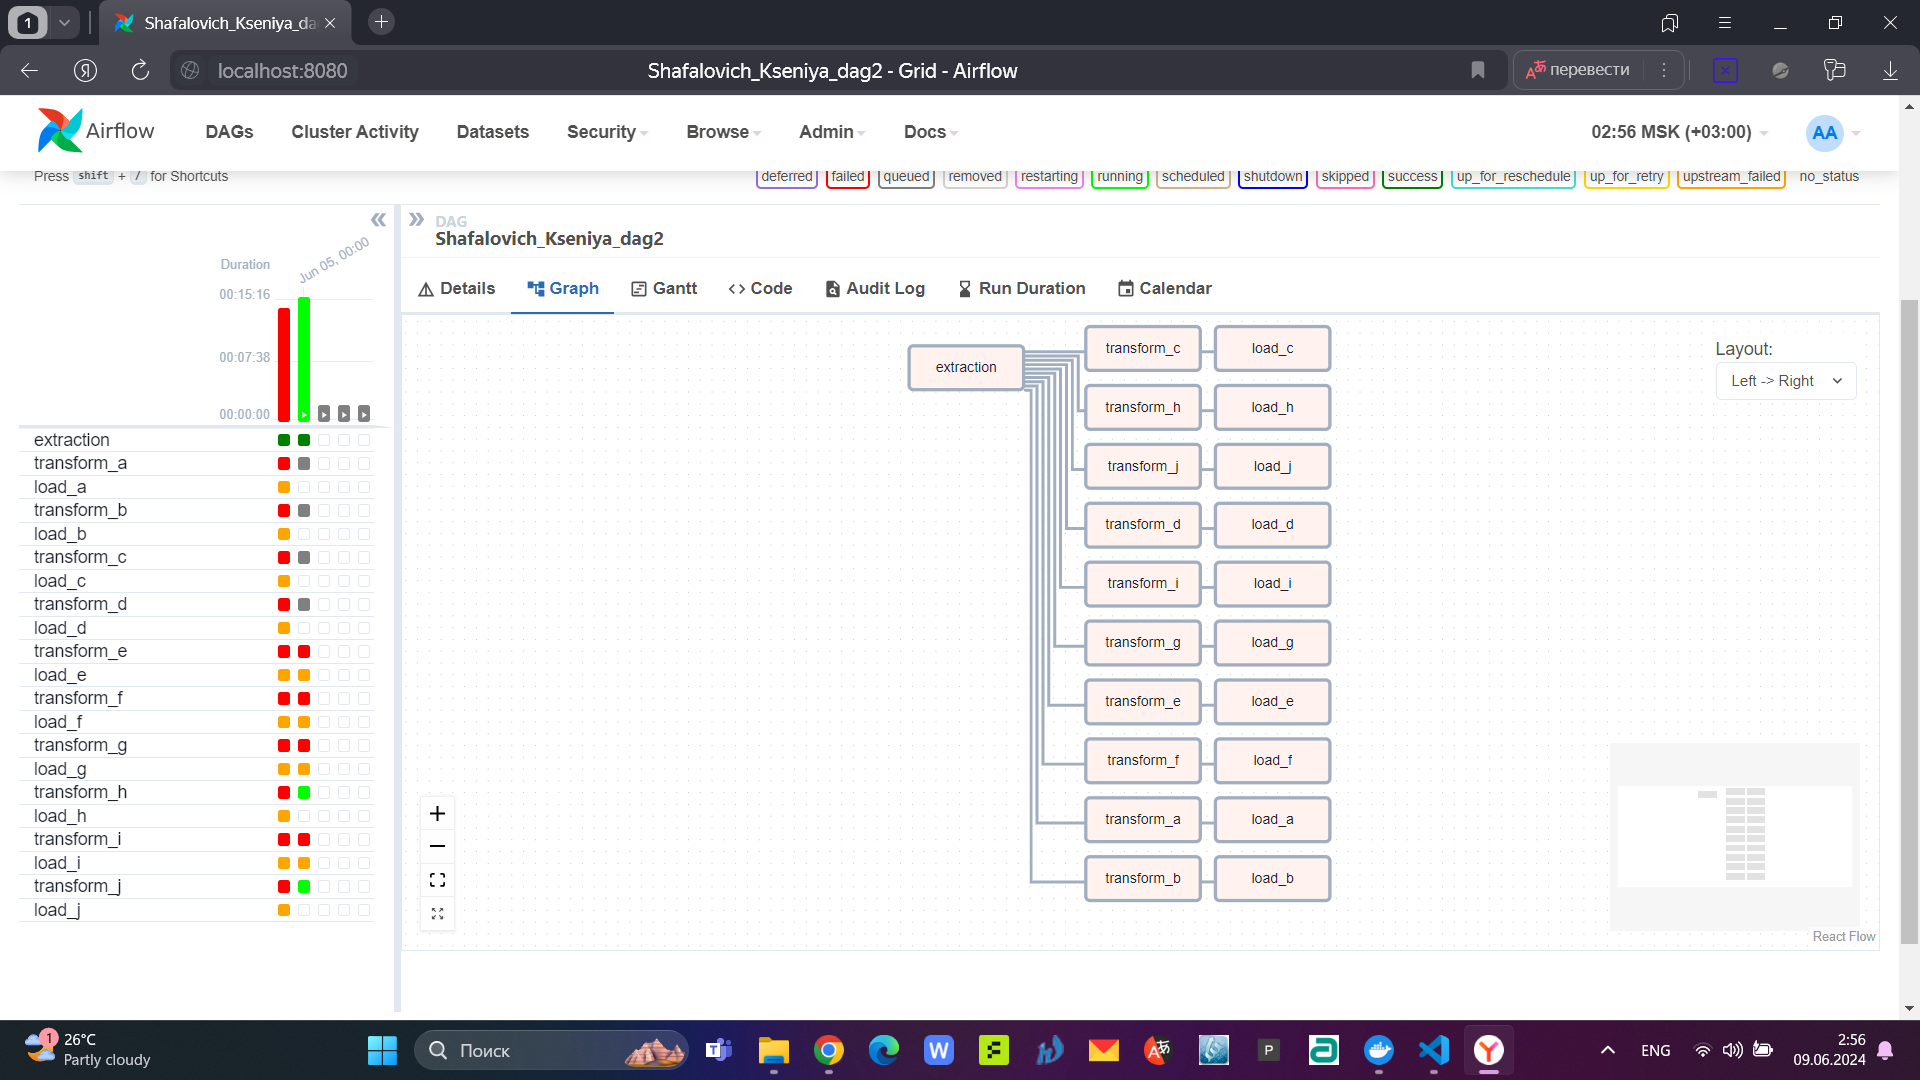 1
Shafalovich_Kseniya_da
localhost:8080
Shafalovich_Kseniya_dag2 - Grid - Airflow
перевести
Airflow
DAGs
Cluster Activity
Datasets
Security
Browse
Admin
Docs
02:56 MSK (+03:00)
AA
Press shift + / for Shortcuts
deferred
failed
queued
removed
restarting
running
scheduled
shutdown
skipped
success
up_for_reschedule
up_for_retry
upstream_failed
no_status
DAG
Shafalovich_Kseniya_dag2
Details
Graph
Gantt
Code
Audit Log
Run Duration
Calendar
Duration
Jun 05, 00:00
00:15:16
00:07:38
00:00:00
extraction
transform_a
load_a
transform_b
load_b
transform_c
load_c
transform_d
load_d
transform_e
load_e
transform_f
load_f
transform_g
load_g
transform_h
load_h
transform_i
load_i
transform_j
load_j
extraction
transform_c
load_c
transform_h
load_h
transform_j
load_j
transform_d
load_d
transform_i
load_i
transform_g
load_g
transform_e
load_e
transform_f
load_f
transform_a
load_a
transform_b
load_b
Layout:
Left -> Right
React Flow
1
26°C
Partly cloudy
Поиск
ENG
2:56
09.06.2024